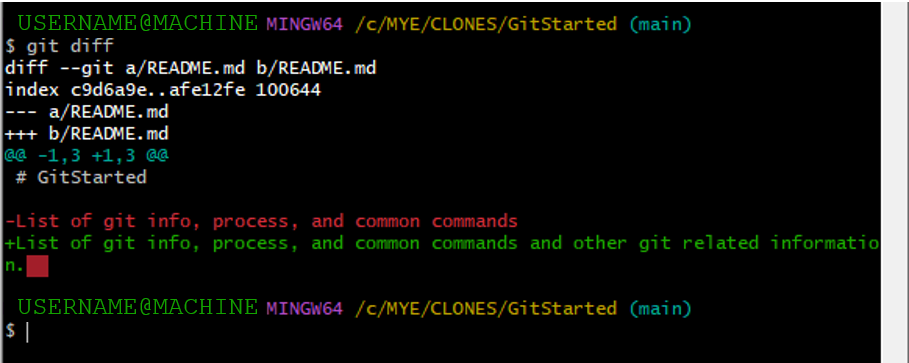 USERNAME@MACHINE MINGW64 /c/MYE/CLONES/GitStarted (main)
$ git diff
diff --git a/README.md b/README.md
index c9d6a9e..afe12fe 100644
--- a/README.md
+++ b/README.md
@@ -1,3 +1,3 @@
 # GitStarted
-List of git info, process, and common commands
+List of git info, process, and common commands and other git related informatio
n.
USERNAME@MACHINE MINGW64 /c/MYE/CLONES/GitStarted (main)
$